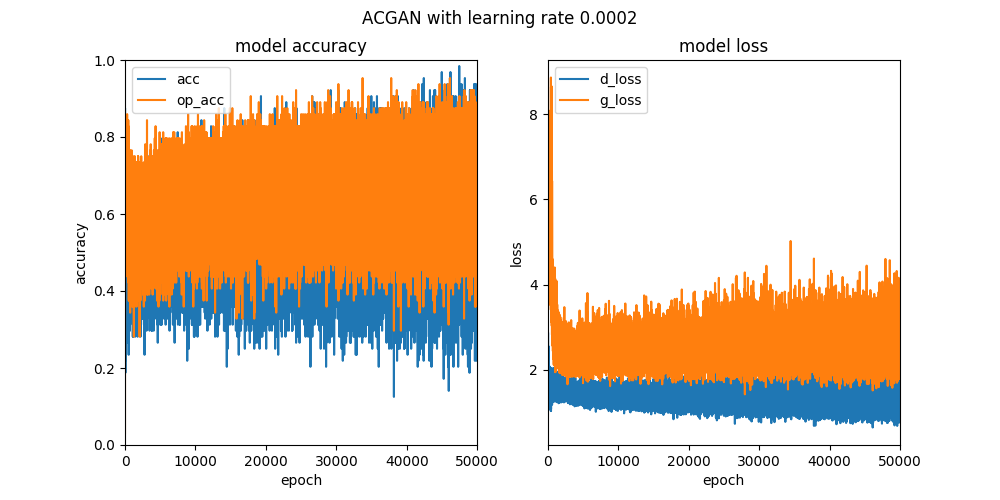 ACGAN with learning rate 0.0002
model accuracy
acc
op_acc
accuracy
1.0
0.8
0.6
0.4
0.2
0.0
0 10000 20000 30000 40000 50000
epoch
model loss
d_loss
g_loss
loss
8
6
4
2
0 10000 20000 30000 40000 50000
epoch